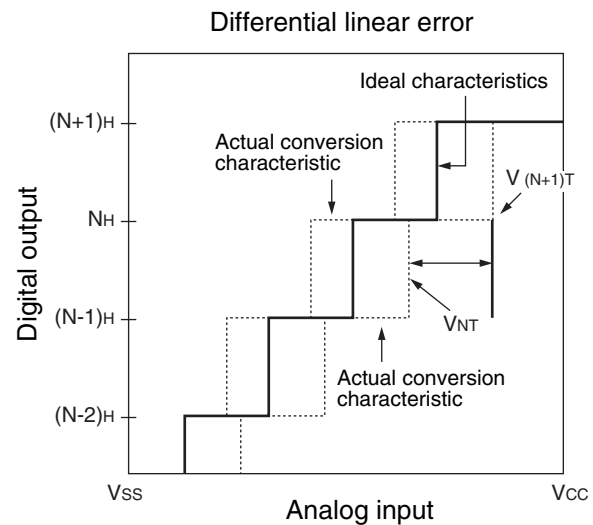 Differential linear error
Ideal characteristics
(N+1)H
Actual conversion
characteristic
V (N+1)T
NH
Digital output
(N-1)H
VNT
Actual conversion
characteristic
(N-2)H
VSS
Analog input
VCC